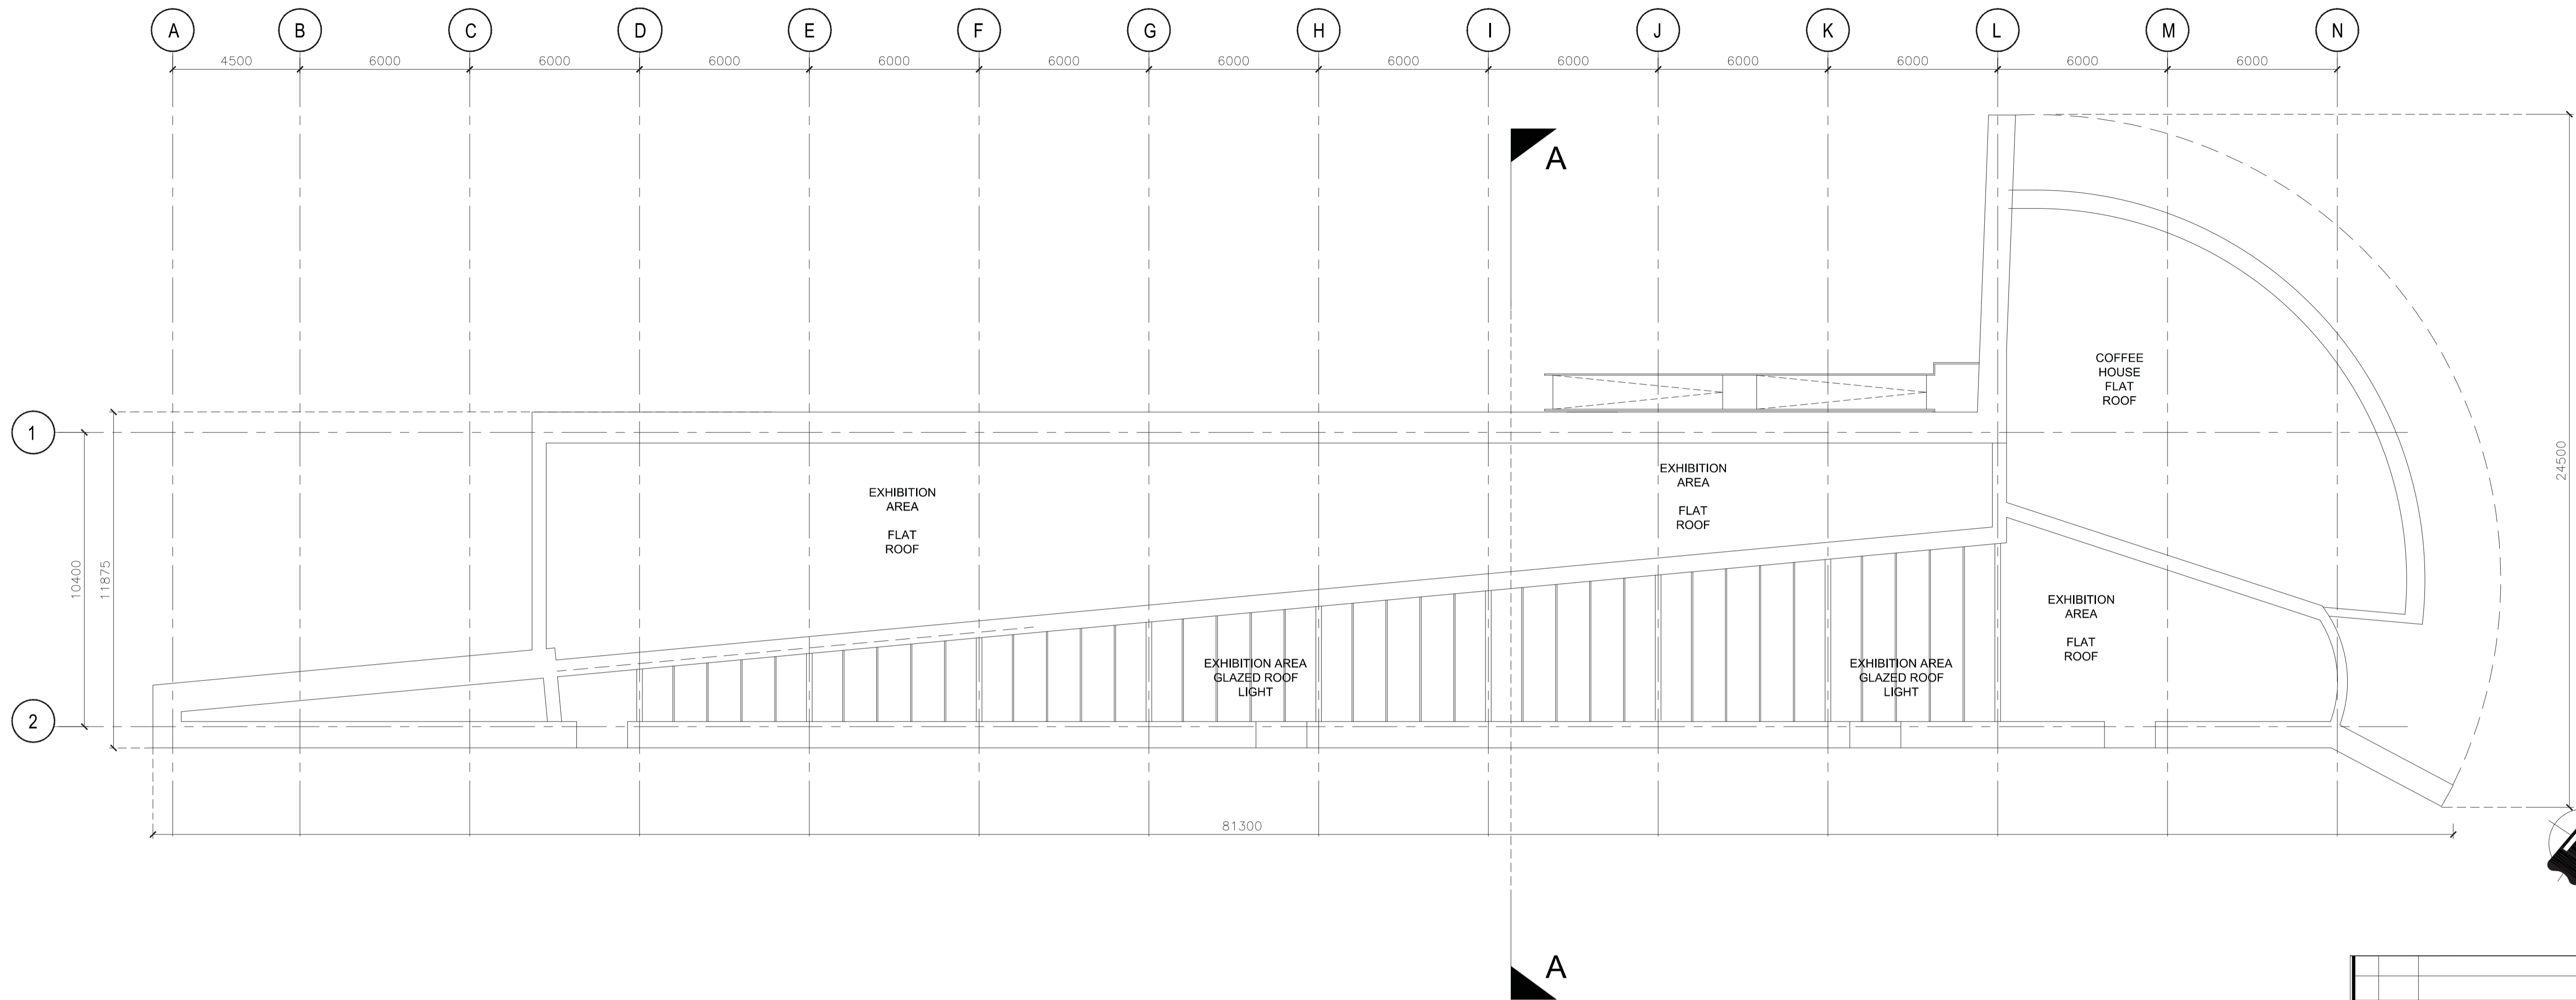 A B C D E F G H I J K L M N
4500 6000 6000 6000 6000 6000 6000 6000 6000 6000 6000 6000 6000
A
COFFEE
HOUSE
FLAT
ROOF
1
24500
EXHIBITION
AREA
FLAT
ROOF
EXHIBITION
AREA
FLAT
ROOF
10400
11875
EXHIBITION
AREA
FLAT
ROOF
EXHIBITION AREA
GLAZED ROOF
LIGHT
EXHIBITION AREA
GLAZED ROOF
LIGHT
2
81300
A